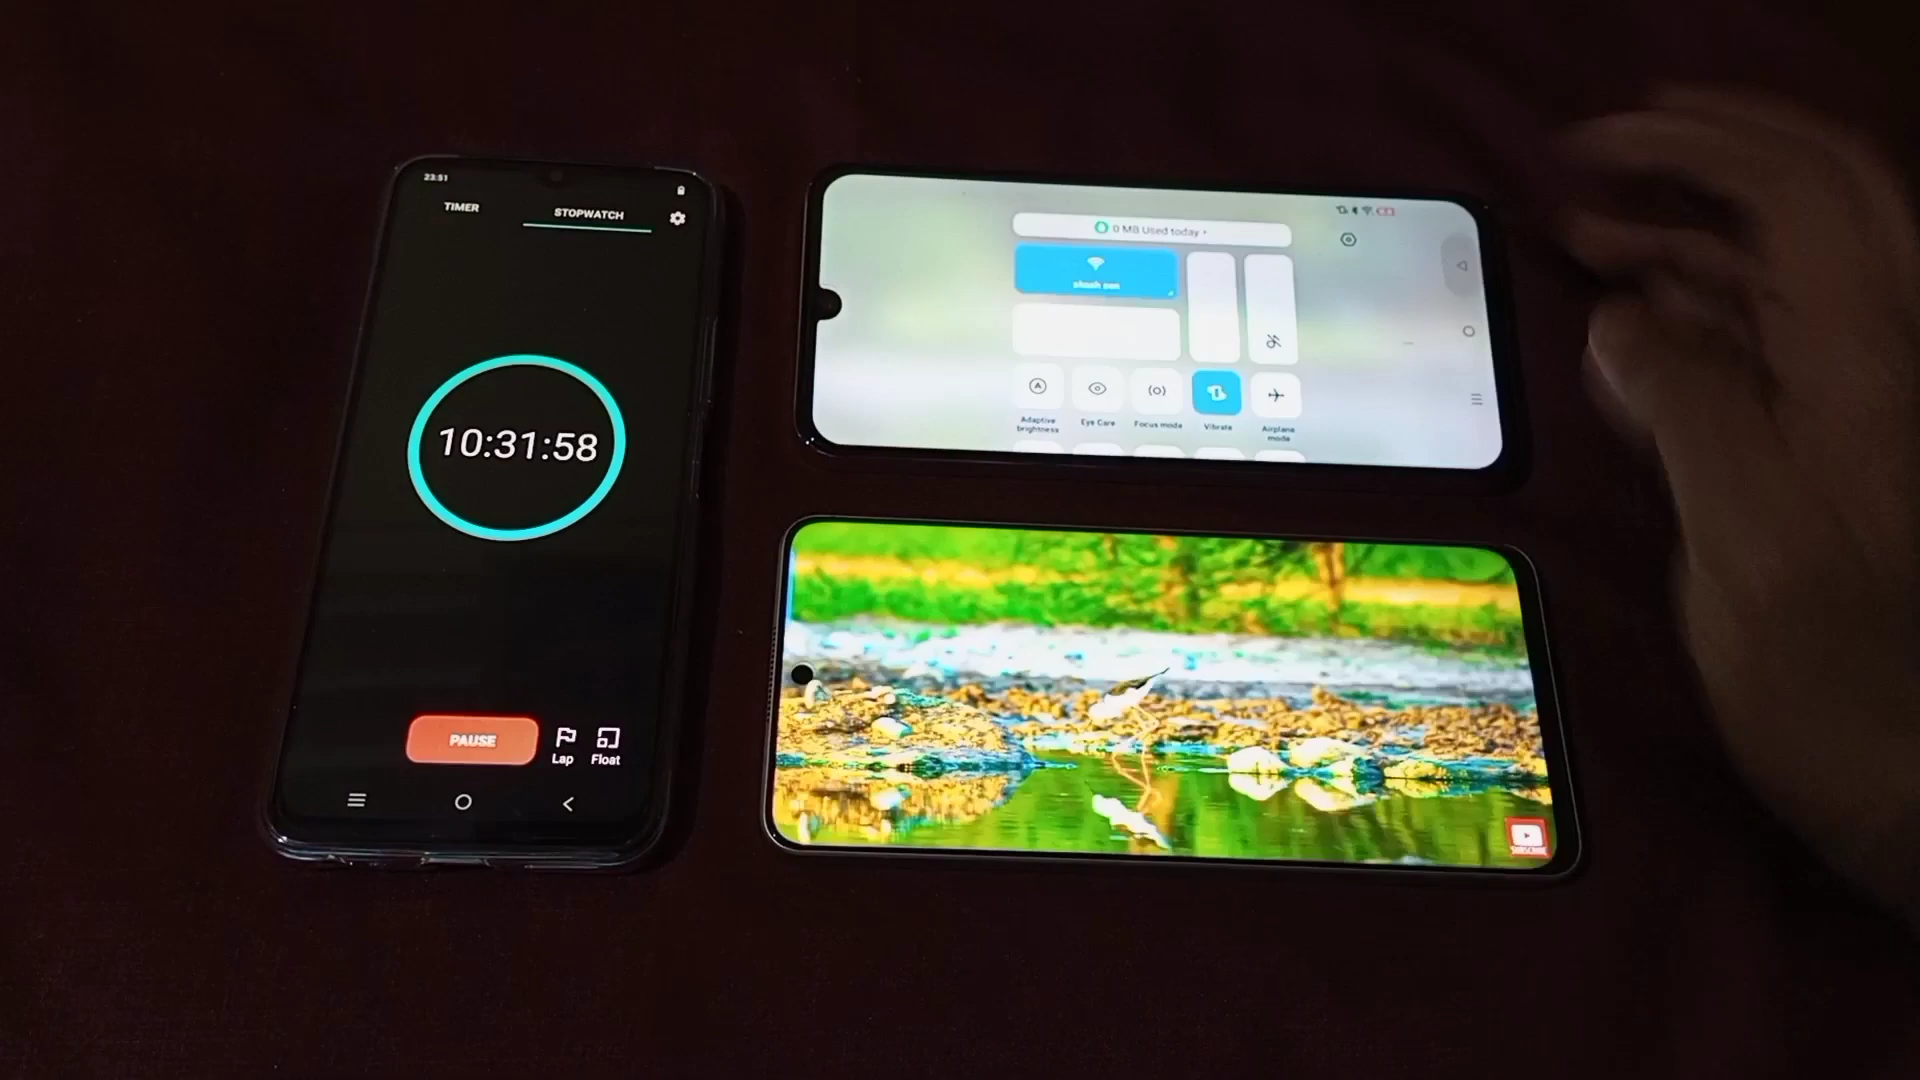 23:51
TIMER
STOPWATCH
10:31:58
PAUSE
Lap
Float
0 MB Used today
Adaptive brightness
Eye Care
Focus mode
Vibrate
Airplane mode
SUBSCRIBE